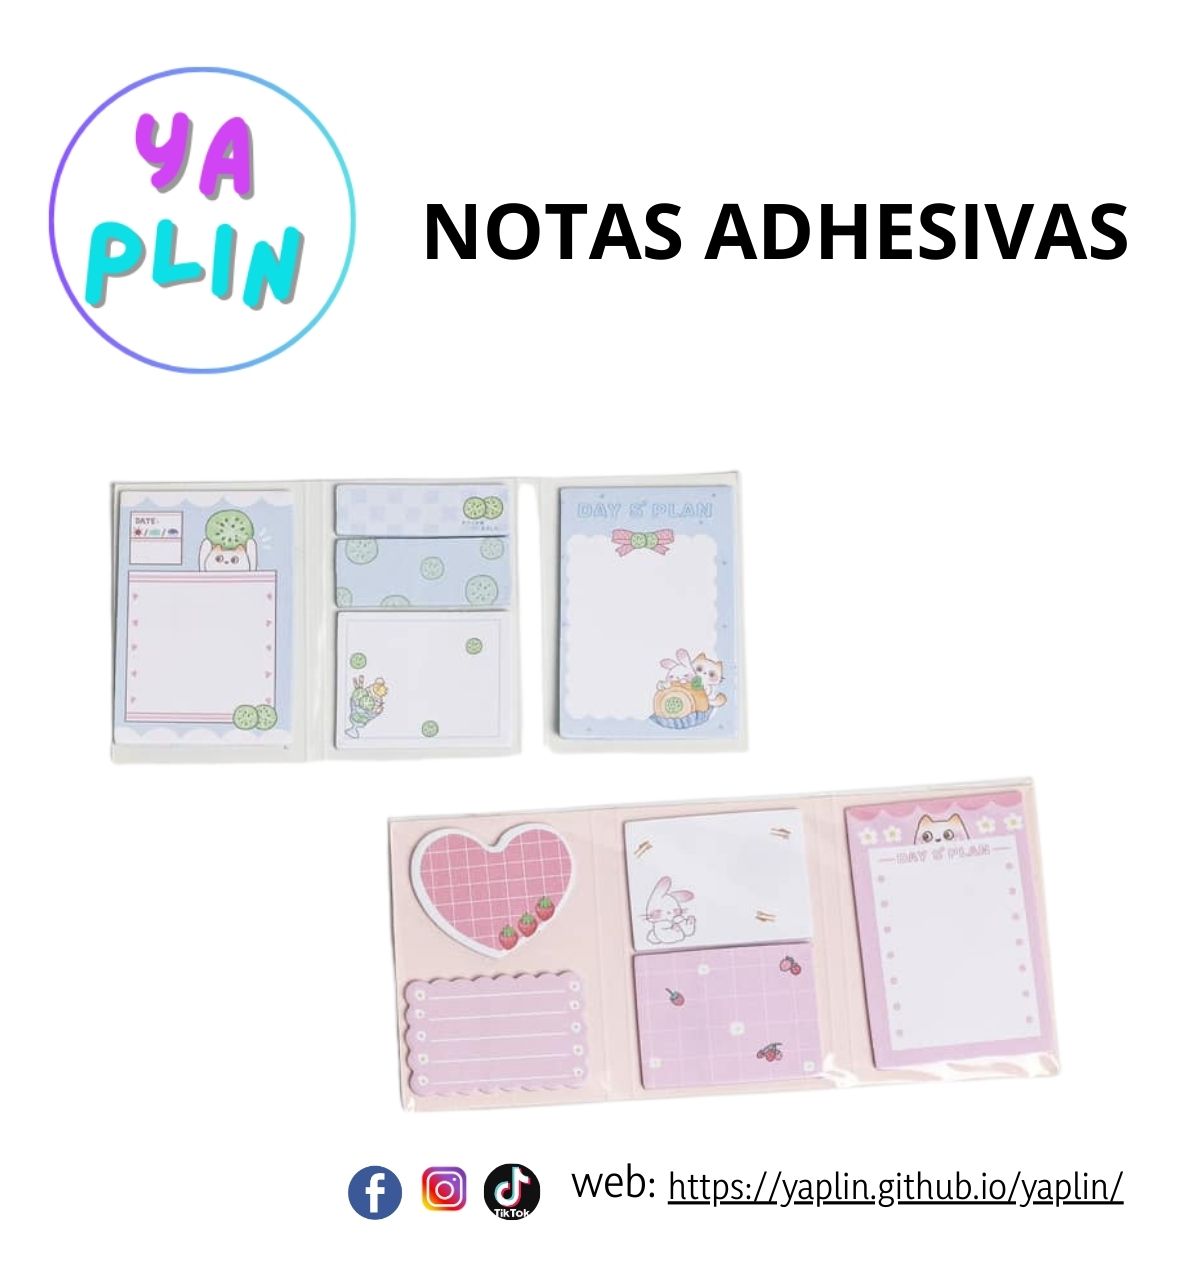 YA
PLIN
NOTAS ADHESIVAS
DATE:
DAY S' PLAN
DAY S' PLAN
TikTok
web: https://yaplin.github.io/yaplin/